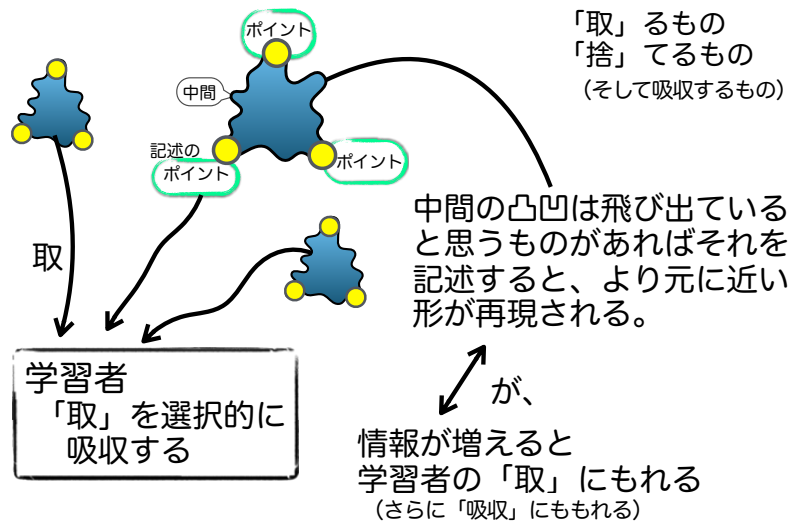 「取」るもの
「捨」てるもの
（そして吸収するもの）
ポイント
中間
記述の
ポイント
ポイント
取
中間の凸凹は飛び出ている
と思うものがあればそれを
記述すると、より元に近い
形が再現される。
が、
情報が増えると
学習者の「取」にもれる
（さらに「吸収」にももれる）
学習者
「取」を選択的に
吸収する